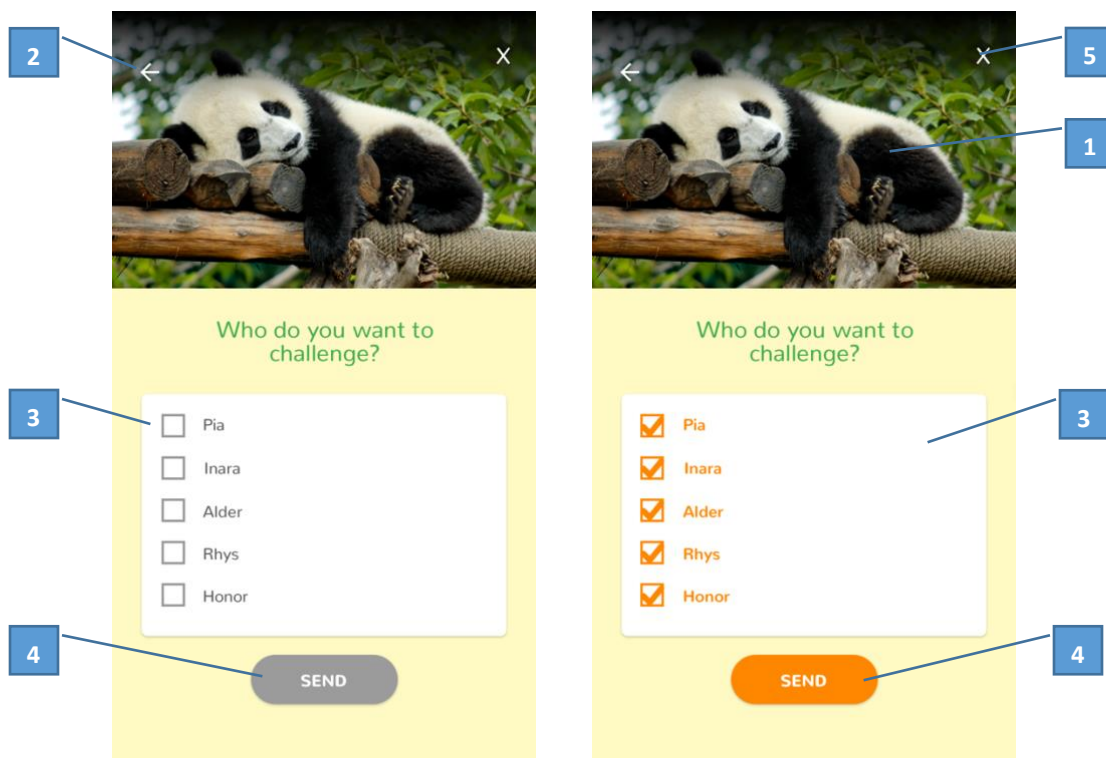 2
X
X
5
1
Who do you want to
challenge?
Who do you want to
challenge?
3
Pia
Inara
Alder
Rhys
Honor
Pia
Inara
Alder
Rhys
Honor
3
4
SEND
SEND
4